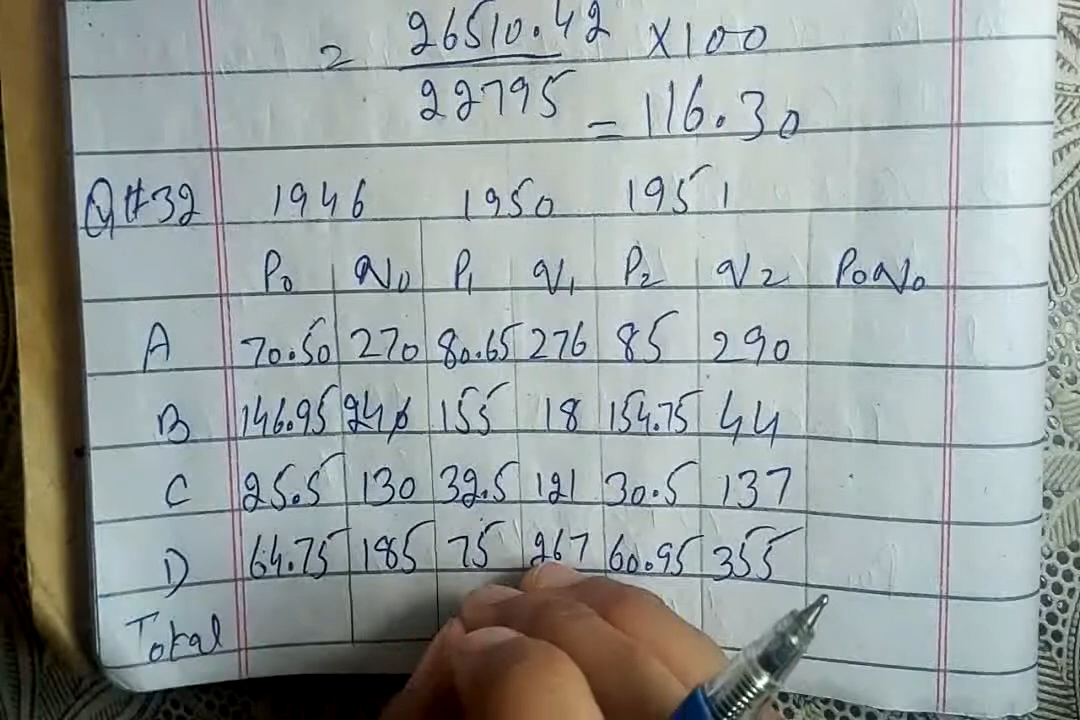 = 26510.42 × 100
22795 = 116.30
Q#32 1946 1950 1951
P0 q0 P1 q1 P2 q2 P0q0
A 70.50 270 80.65 276 85 290
B 146.95 155 18 154.75 44
C 25.5 130 32.5 121 30.5 137
D 64.75 185 75 267 60.95 355
Total